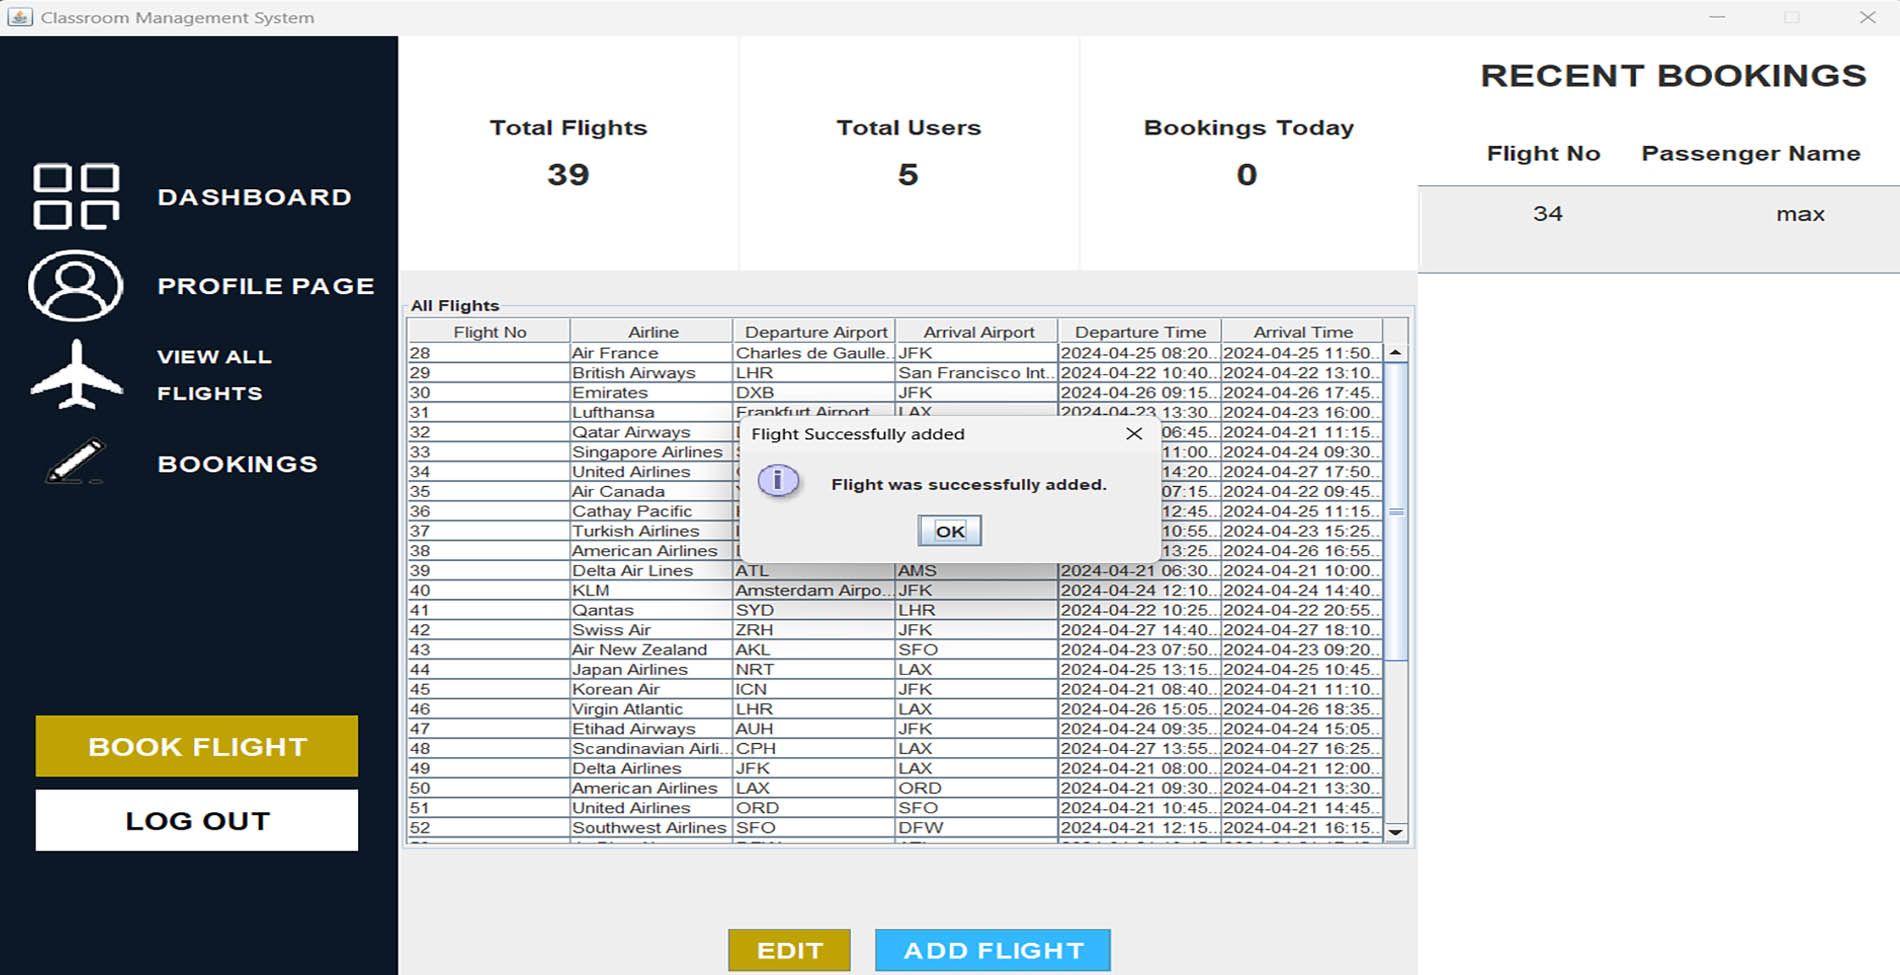 Classroom Management System
DASHBOARD
PROFILE PAGE
VIEW ALL
FLIGHTS
BOOKINGS
BOOK FLIGHT
LOG OUT
Total Flights
39
Total Users
5
Bookings Today
0
All Flights
Flight No Airline Departure Airport Arrival Airport Departure Time Arrival Time
28 Air France Charles de Gaulle... JFK 2024-04-25 08:20... 2024-04-25 11:50...
29 British Airways LHR San Francisco Int... 2024-04-22 10:40... 2024-04-22 13:10...
30 Emirates DXB JFK 2024-04-26 09:15... 2024-04-26 17:45...
31 Lufthansa Frankfurt Airport LAX 2024-04-23 13:30... 2024-04-23 16:00...
32 Qatar Airways 06:45... 2024-04-21 11:15...
33 Singapore Airlines 11:00... 2024-04-24 09:30...
34 United Airlines 14:20... 2024-04-27 17:50...
35 Air Canada 07:15... 2024-04-22 09:45...
36 Cathay Pacific 12:45... 2024-04-25 11:15...
37 Turkish Airlines 10:55... 2024-04-23 15:25...
38 American Airlines 13:25... 2024-04-26 16:55...
39 Delta Air Lines ATL AMS 2024-04-21 06:30... 2024-04-21 10:00...
40 KLM Amsterdam Airpo... JFK 2024-04-24 12:10... 2024-04-24 14:40...
41 Qantas SYD LHR 2024-04-22 10:25... 2024-04-22 20:55...
42 Swiss Air ZRH JFK 2024-04-27 14:40... 2024-04-27 18:10...
43 Air New Zealand AKL SFO 2024-04-23 07:50... 2024-04-23 09:20...
44 Japan Airlines NRT LAX 2024-04-25 13:15... 2024-04-25 10:45...
45 Korean Air ICN JFK 2024-04-21 08:40... 2024-04-21 11:10...
46 Virgin Atlantic LHR LAX 2024-04-26 15:05... 2024-04-26 18:35...
47 Etihad Airways AUH JFK 2024-04-24 09:35... 2024-04-24 15:05...
48 Scandinavian Airli... CPH LAX 2024-04-27 13:55... 2024-04-27 16:25...
49 Delta Airlines JFK LAX 2024-04-21 08:00... 2024-04-21 12:00...
50 American Airlines LAX ORD 2024-04-21 09:30... 2024-04-21 13:30...
51 United Airlines ORD SFO 2024-04-21 10:45... 2024-04-21 14:45...
52 Southwest Airlines SFO DFW 2024-04-21 12:15... 2024-04-21 16:15...
Flight Successfully added
Flight was successfully added.
OK
EDIT
ADD FLIGHT
RECENT BOOKINGS
Flight No Passenger Name
34 max